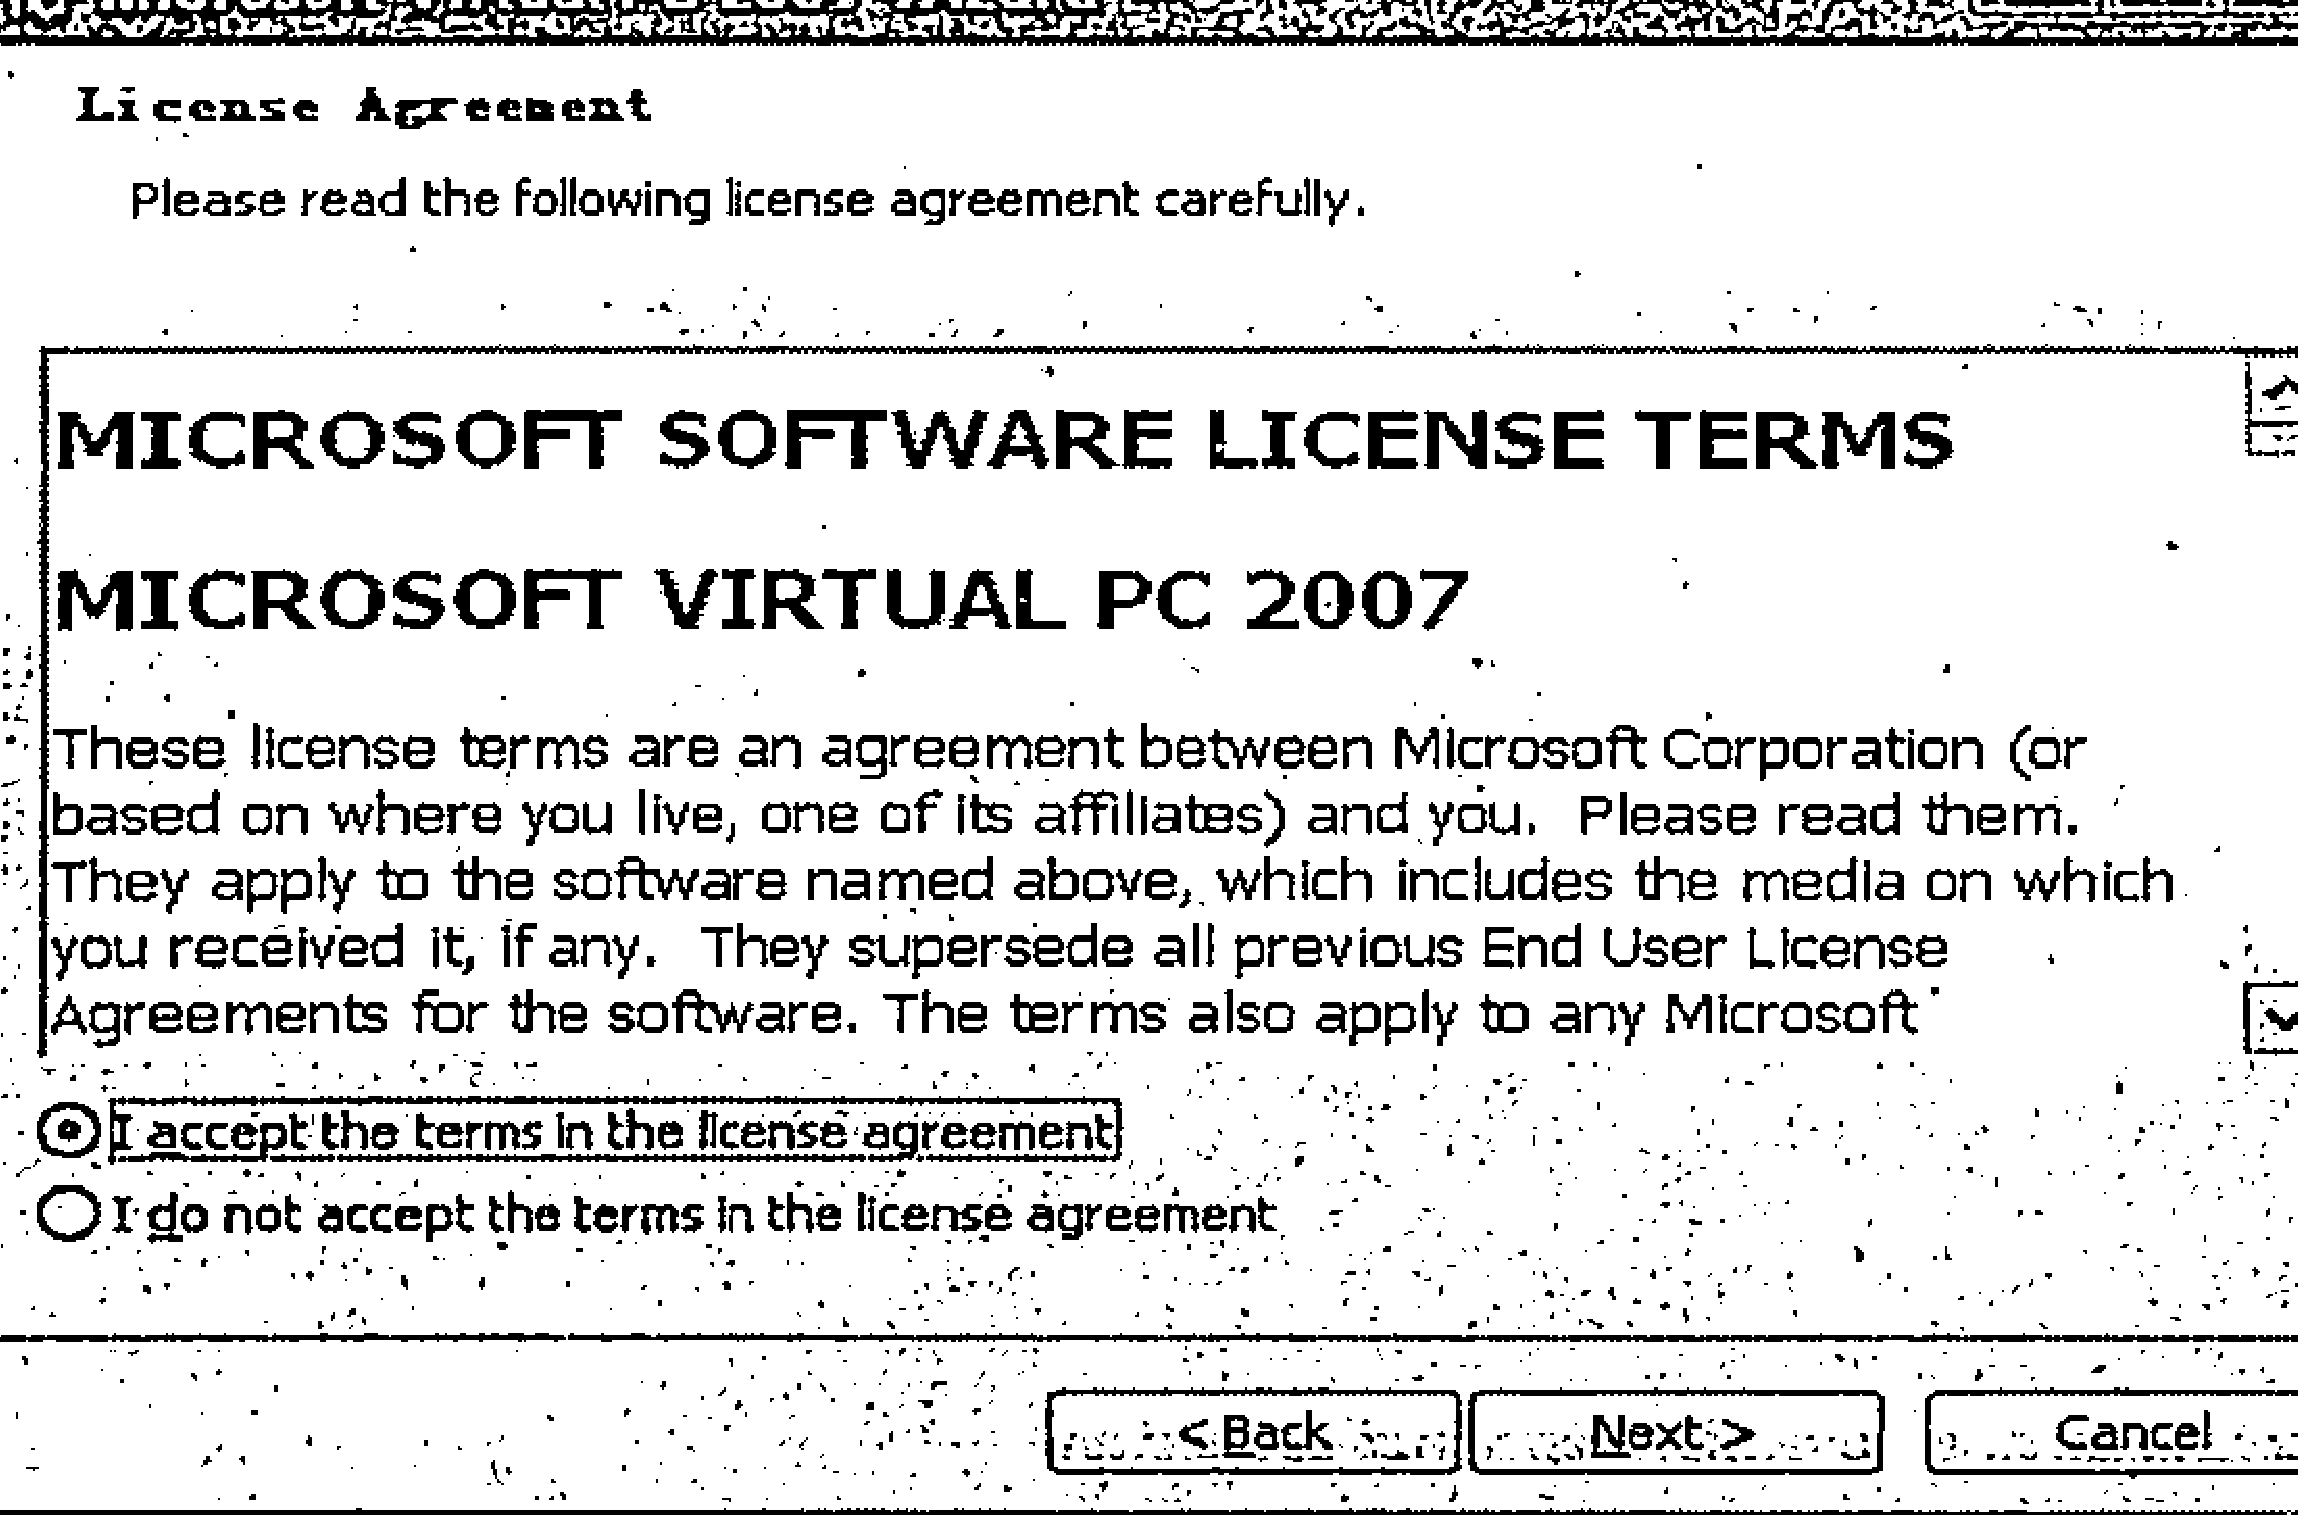 License Agreement
Please read the following license agreement carefully.
MICROSOFT SOFTWARE LICENSE TERMS
MICROSOFT VIRTUAL PC 2007
These license terms are an agreement between Microsoft Corporation (or
based on where you live, one of its affiliates) and you.  Please read them.
They apply to the software named above, which includes the media on which
you received it, if any.  They supersede all previous End User License
Agreements for the software. The terms also apply to any Microsoft
I accept the terms in the license agreement
I do not accept the terms in the license agreement
< Back
Next >
Cancel